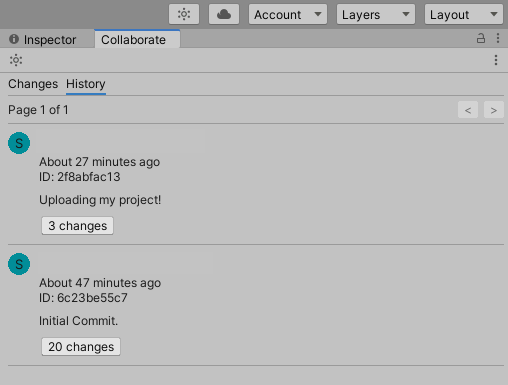 Account Layers Layout
Inspector Collaborate
Changes History
Page 1 of 1 < >
S
About 27 minutes ago
ID: 2f8abfac13
Uploading my project!
3 changes
S
About 47 minutes ago
ID: 6c23be55c7
Initial Commit.
20 changes